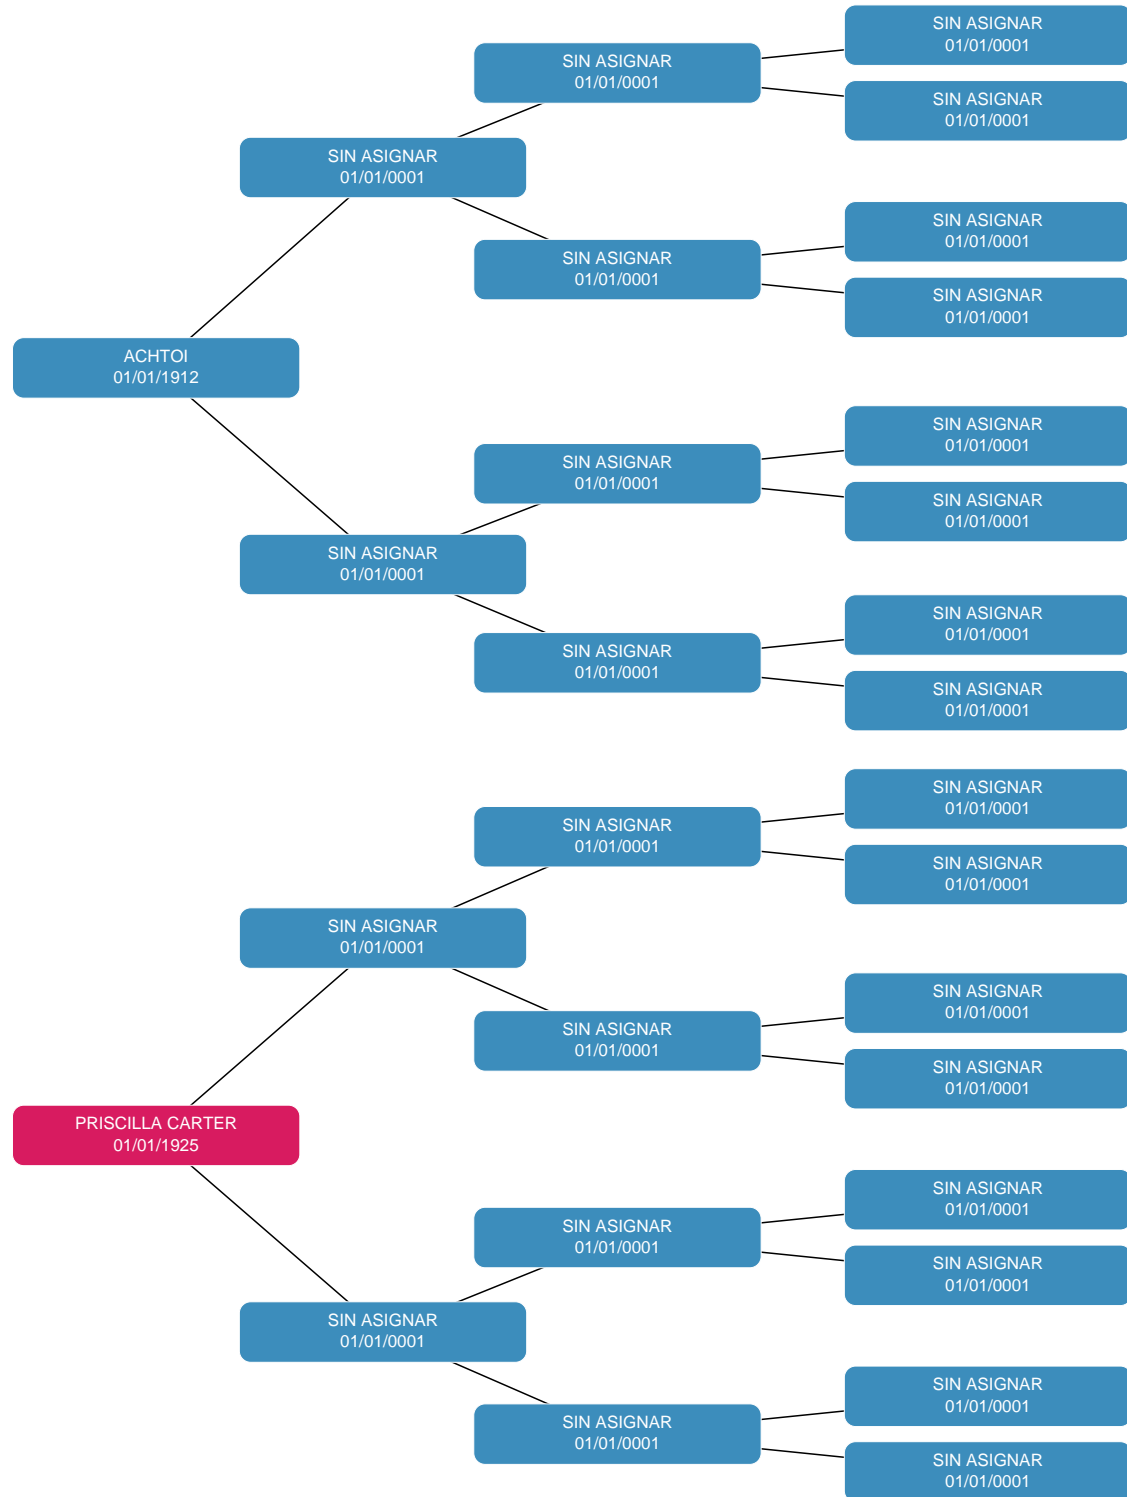 SIN ASIGNAR
01/01/0001
SIN ASIGNAR
01/01/0001
SIN ASIGNAR
01/01/0001
SIN ASIGNAR
01/01/0001
SIN ASIGNAR
01/01/0001
SIN ASIGNAR
01/01/0001
SIN ASIGNAR
01/01/0001
ACHTOI
01/01/1912
SIN ASIGNAR
01/01/0001
SIN ASIGNAR
01/01/0001
SIN ASIGNAR
01/01/0001
SIN ASIGNAR
01/01/0001
SIN ASIGNAR
01/01/0001
SIN ASIGNAR
01/01/0001
SIN ASIGNAR
01/01/0001
SIN ASIGNAR
01/01/0001
SIN ASIGNAR
01/01/0001
SIN ASIGNAR
01/01/0001
SIN ASIGNAR
01/01/0001
SIN ASIGNAR
01/01/0001
SIN ASIGNAR
01/01/0001
SIN ASIGNAR
01/01/0001
PRISCILLA CARTER
01/01/1925
SIN ASIGNAR
01/01/0001
SIN ASIGNAR
01/01/0001
SIN ASIGNAR
01/01/0001
SIN ASIGNAR
01/01/0001
SIN ASIGNAR
01/01/0001
SIN ASIGNAR
01/01/0001
SIN ASIGNAR
01/01/0001